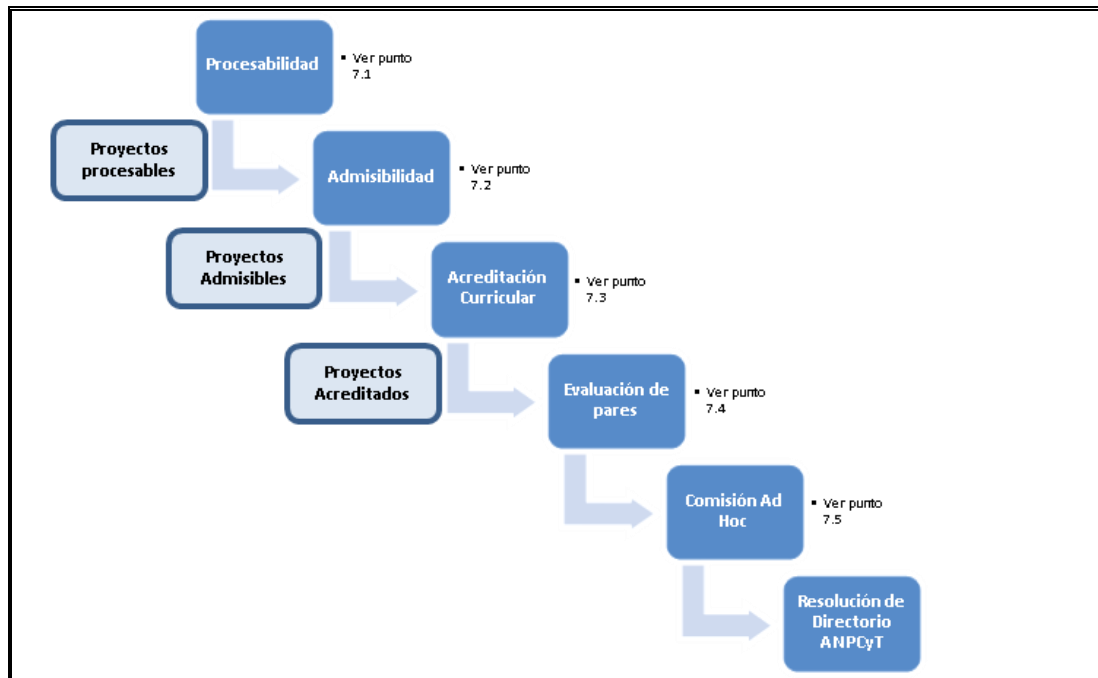 Procesabilidad
▪ Ver punto
7.1
Proyectos
procesables
Admisibilidad
▪ Ver punto
7.2
Proyectos
Admisibles
Acreditación
Curricular
▪ Ver punto
7.3
Proyectos
Acreditados
Evaluación de
pares
▪ Ver punto
7.4
Comisión Ad
Hoc
▪ Ver punto
7.5
Resolución de
Directorio
ANPCyT